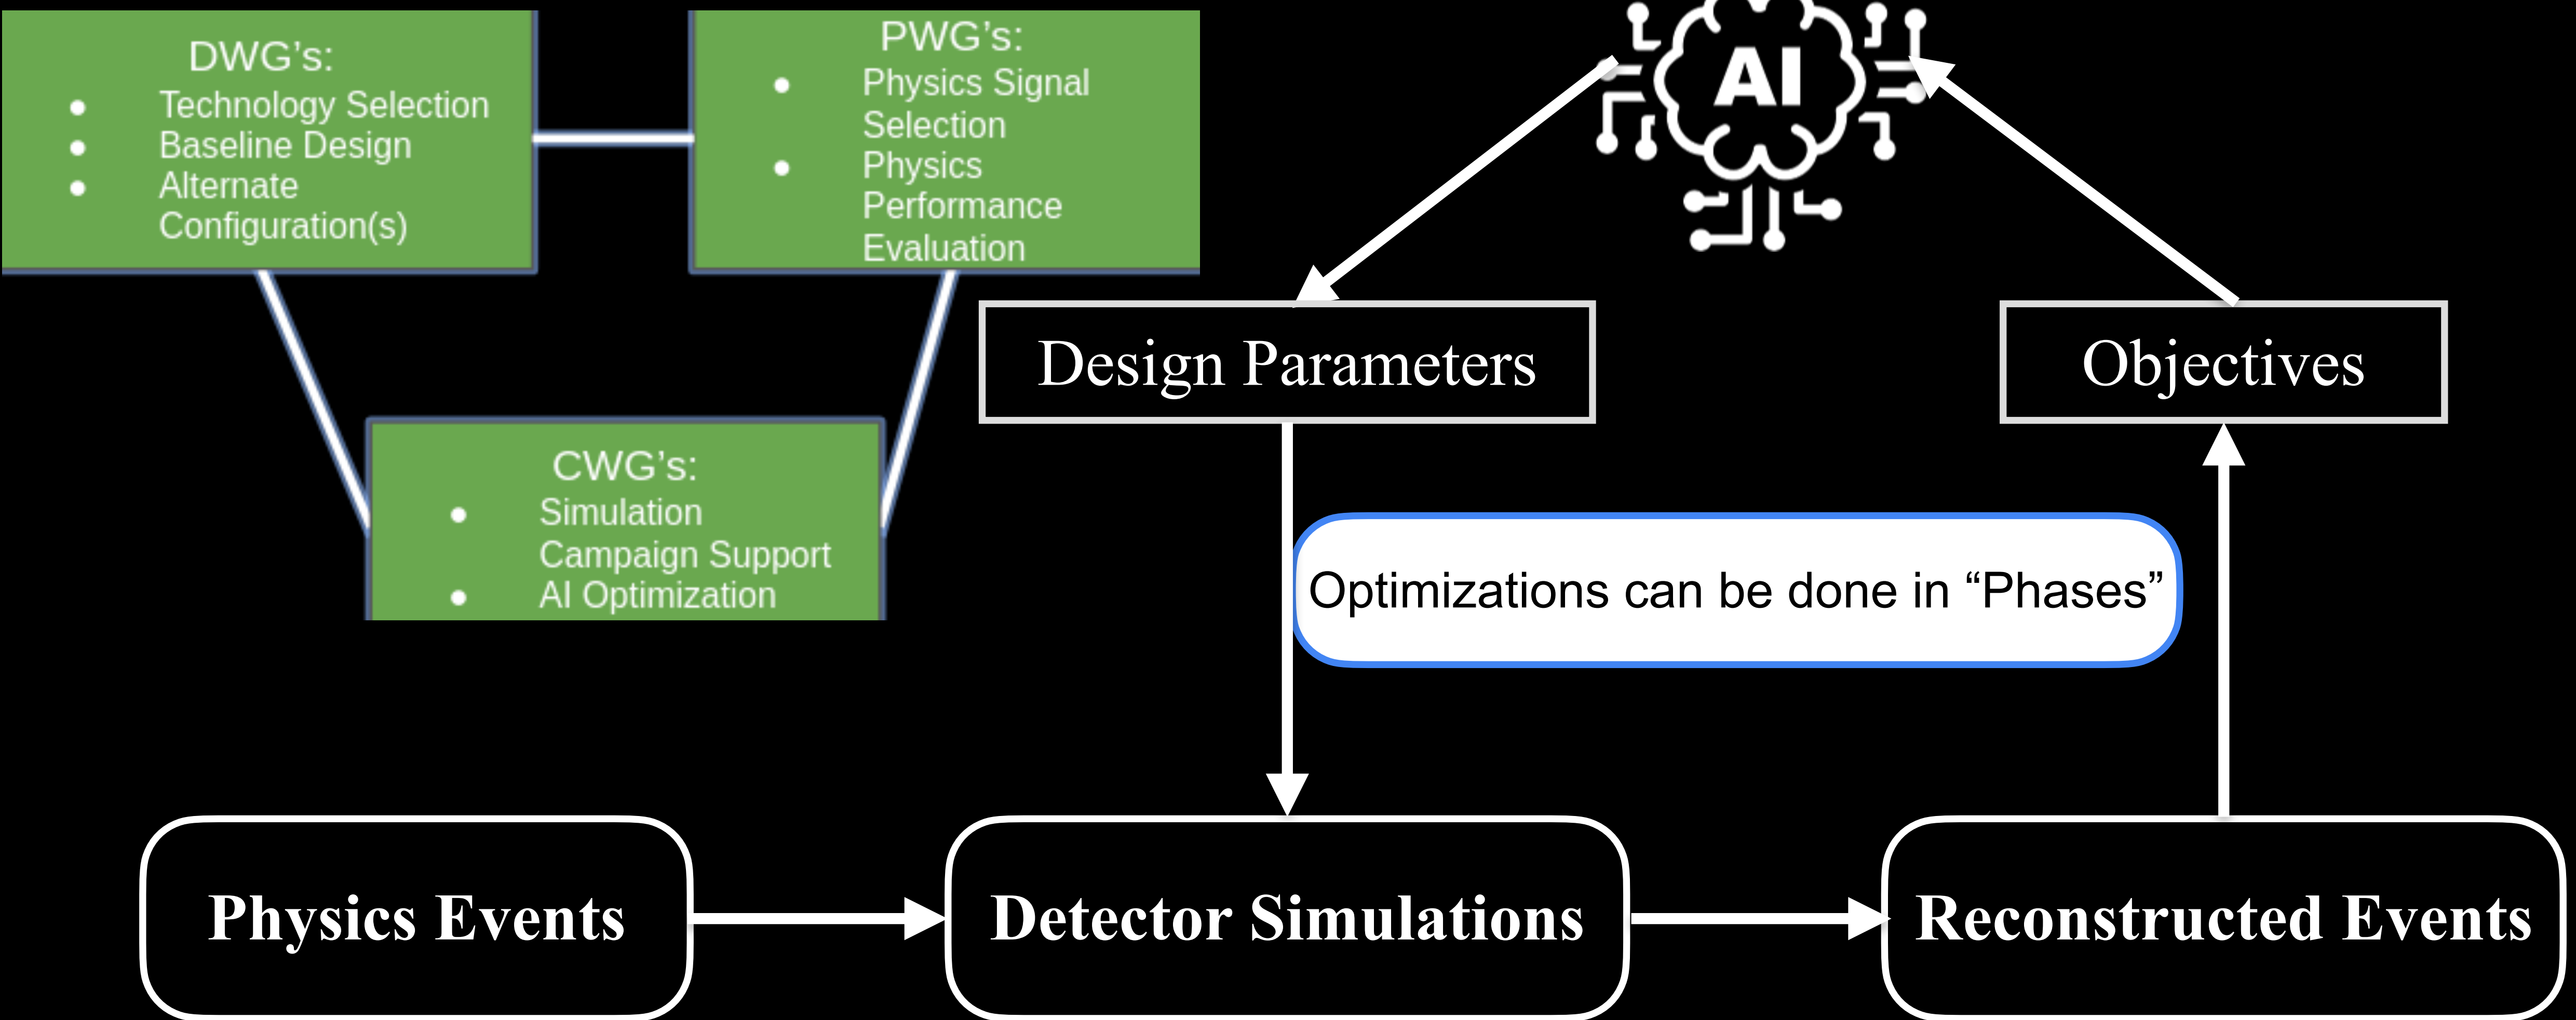 DWG's:
Technology Selection
Baseline Design
Alternate
Configuration(s)
PWG's:
Physics Signal
Selection
Physics
Performance
Evaluation
CWG's:
Simulation
Campaign Support
AI Optimization
AI
Design Parameters
Objectives
Optimizations can be done in “Phases”
Physics Events
Detector Simulations
Reconstructed Events